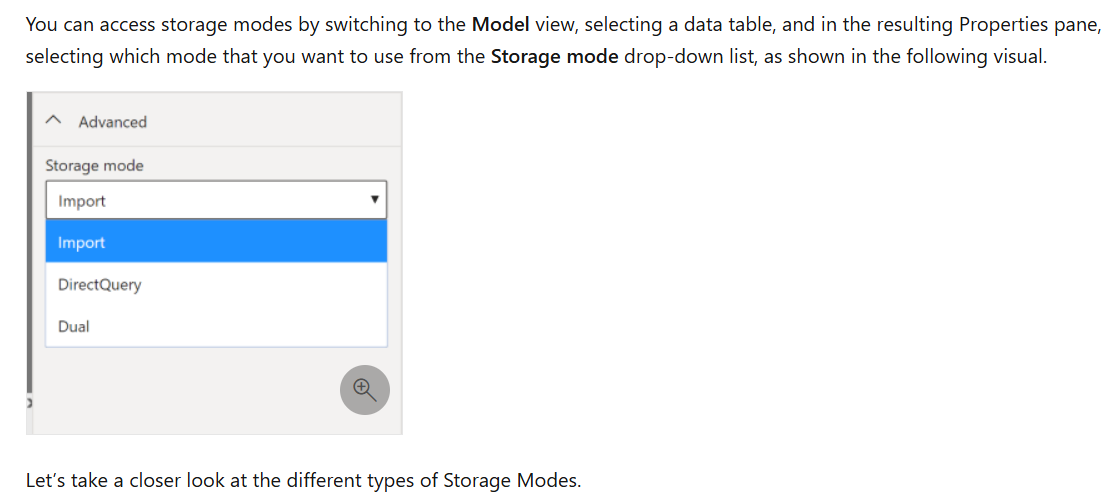 You can access storage modes by switching to the Model view, selecting a data table, and in the resulting Properties pane,
selecting which mode that you want to use from the Storage mode drop-down list, as shown in the following visual.
Advanced
Storage mode
Import
Import
DirectQuery
Dual
Let’s take a closer look at the different types of Storage Modes.